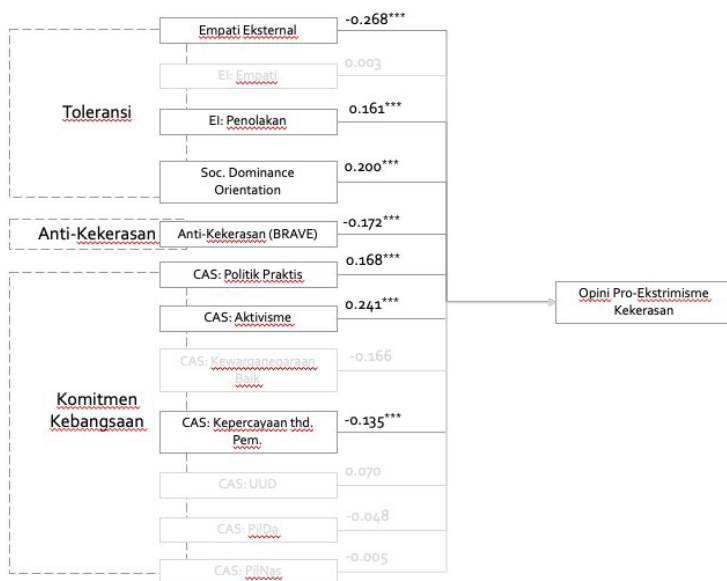 Empati Eksternal
-0.268***
EI: Empati
0.003
Toleransi
EI: Penolakan
0.161***
Soc. Dominance
Orientation
0.200***
Anti-Kekerasan
Anti-Kekerasan (BRAVE)
-0.172***
CAS: Politik Praktis
0.168***
CAS: Aktivisme
0.241***
Opini Pro-Ekstrimisme
Kekerasan
CAS: Kewarganegaraan
Baik
-0.166
Komitmen
Kebangsaan
CAS: Kepercayaan thd.
Pem.
-0.135***
CAS: UUD
0.070
CAS: PilDa
-0.048
CAS: PilNas
-0.005